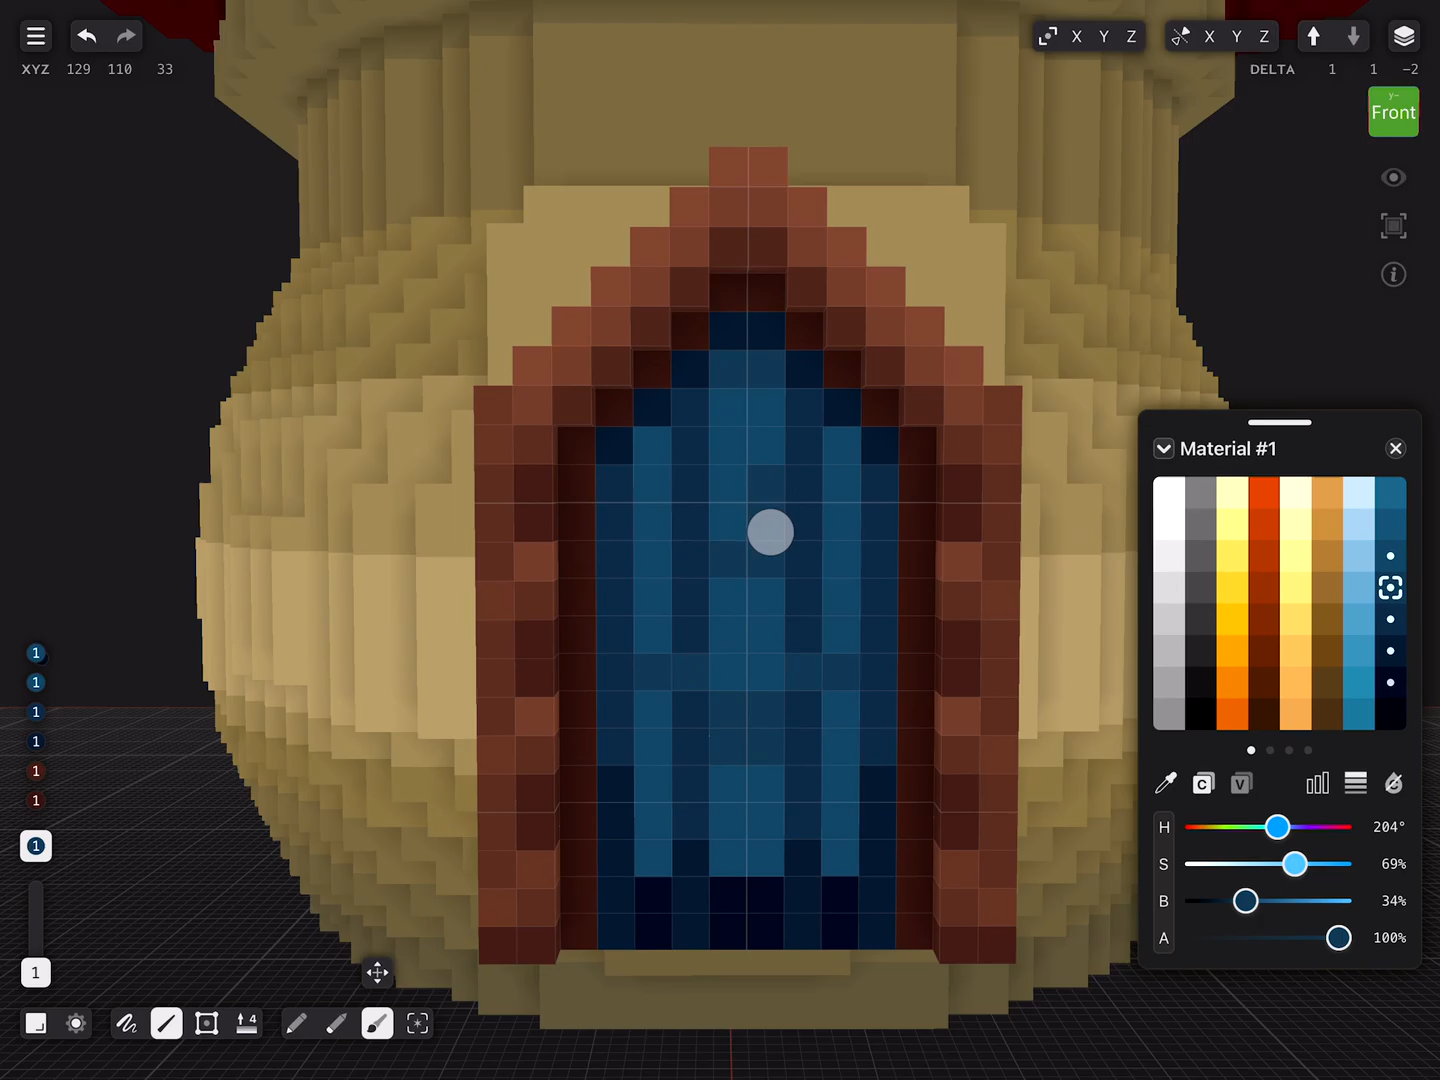 X Y Z
X Y Z
XYZ 129 110 33
DELTA 1 1 −2
y−
Front
Material #1
1
1
1
1
1
1
1
C
V
H 204°
S 69%
B 34%
A 100%
1
4